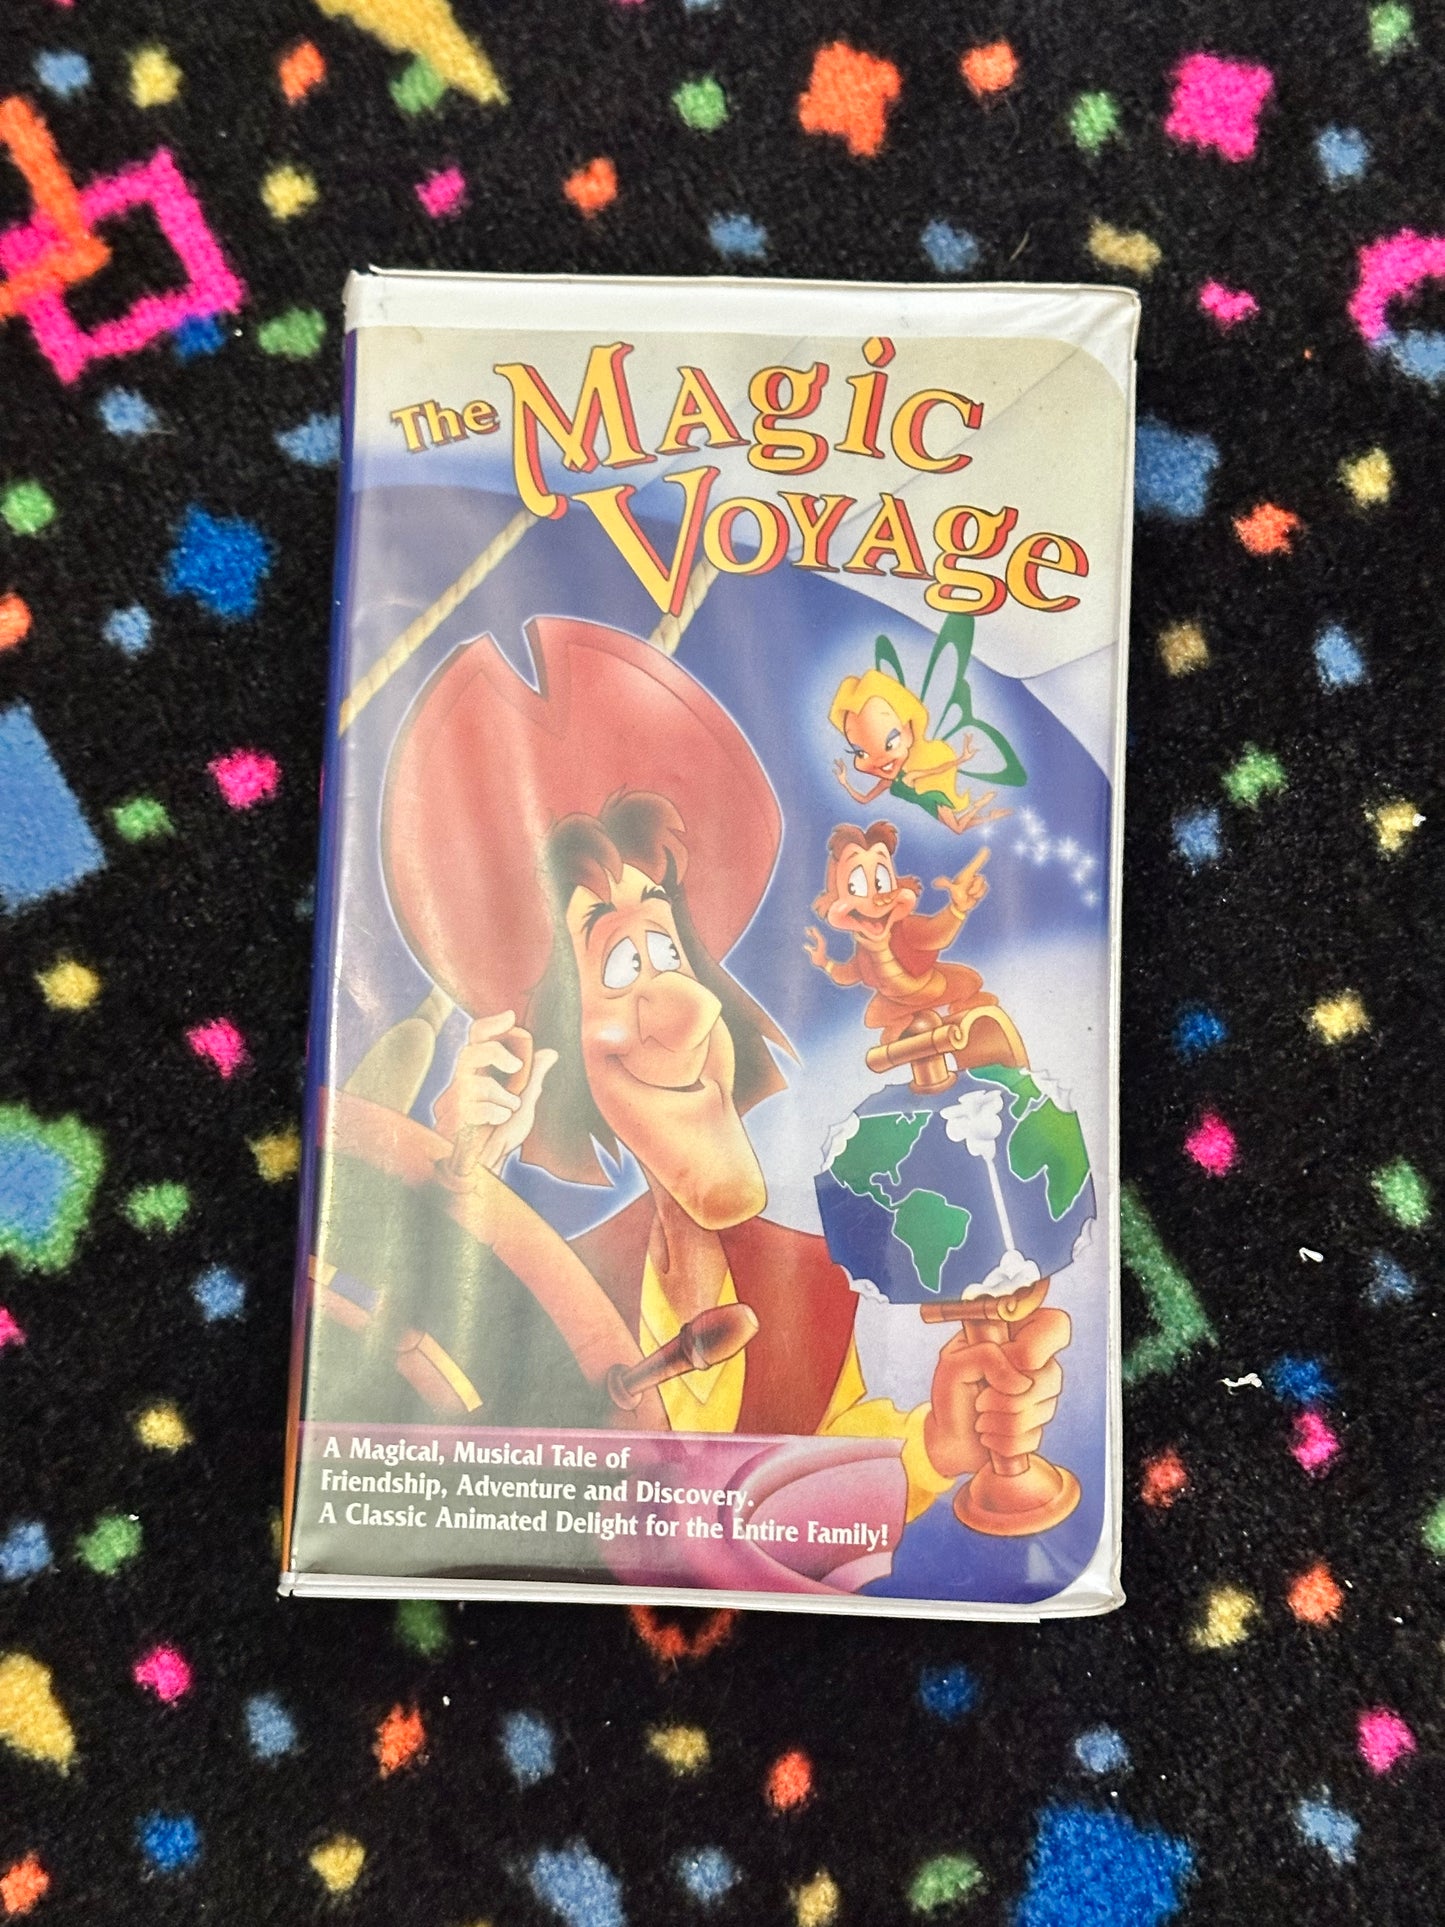 The Magic
Voyage
A Magical, Musical Tale of
Friendship, Adventure and Discovery.
A Classic Animated Delight for the Entire Family!